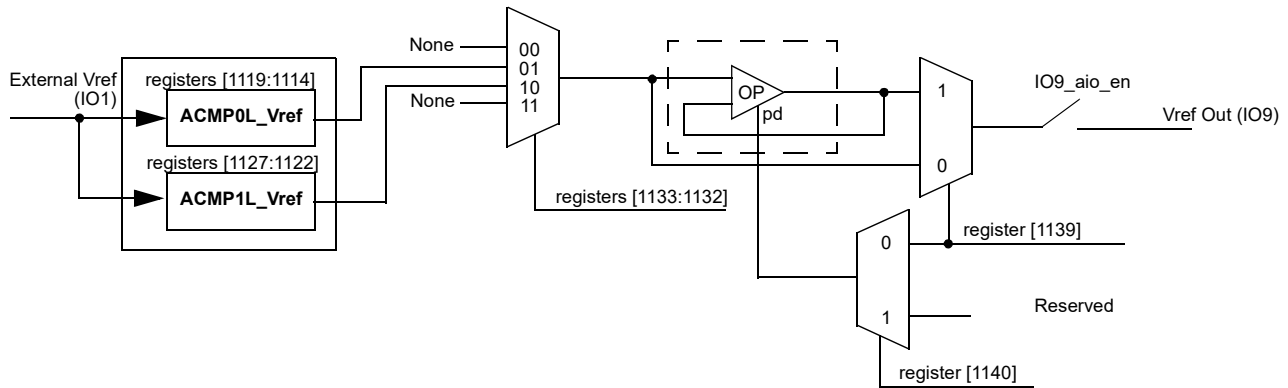 None
00
01
10
11
None
External Vref
(IO1)
registers [1119:1114]
ACMP0L_Vref
registers [1127:1122]
ACMP1L_Vref
registers [1133:1132]
OP
pd
1
0
IO9_aio_en
Vref Out (IO9)
0
register [1139]
1
Reserved
register [1140]